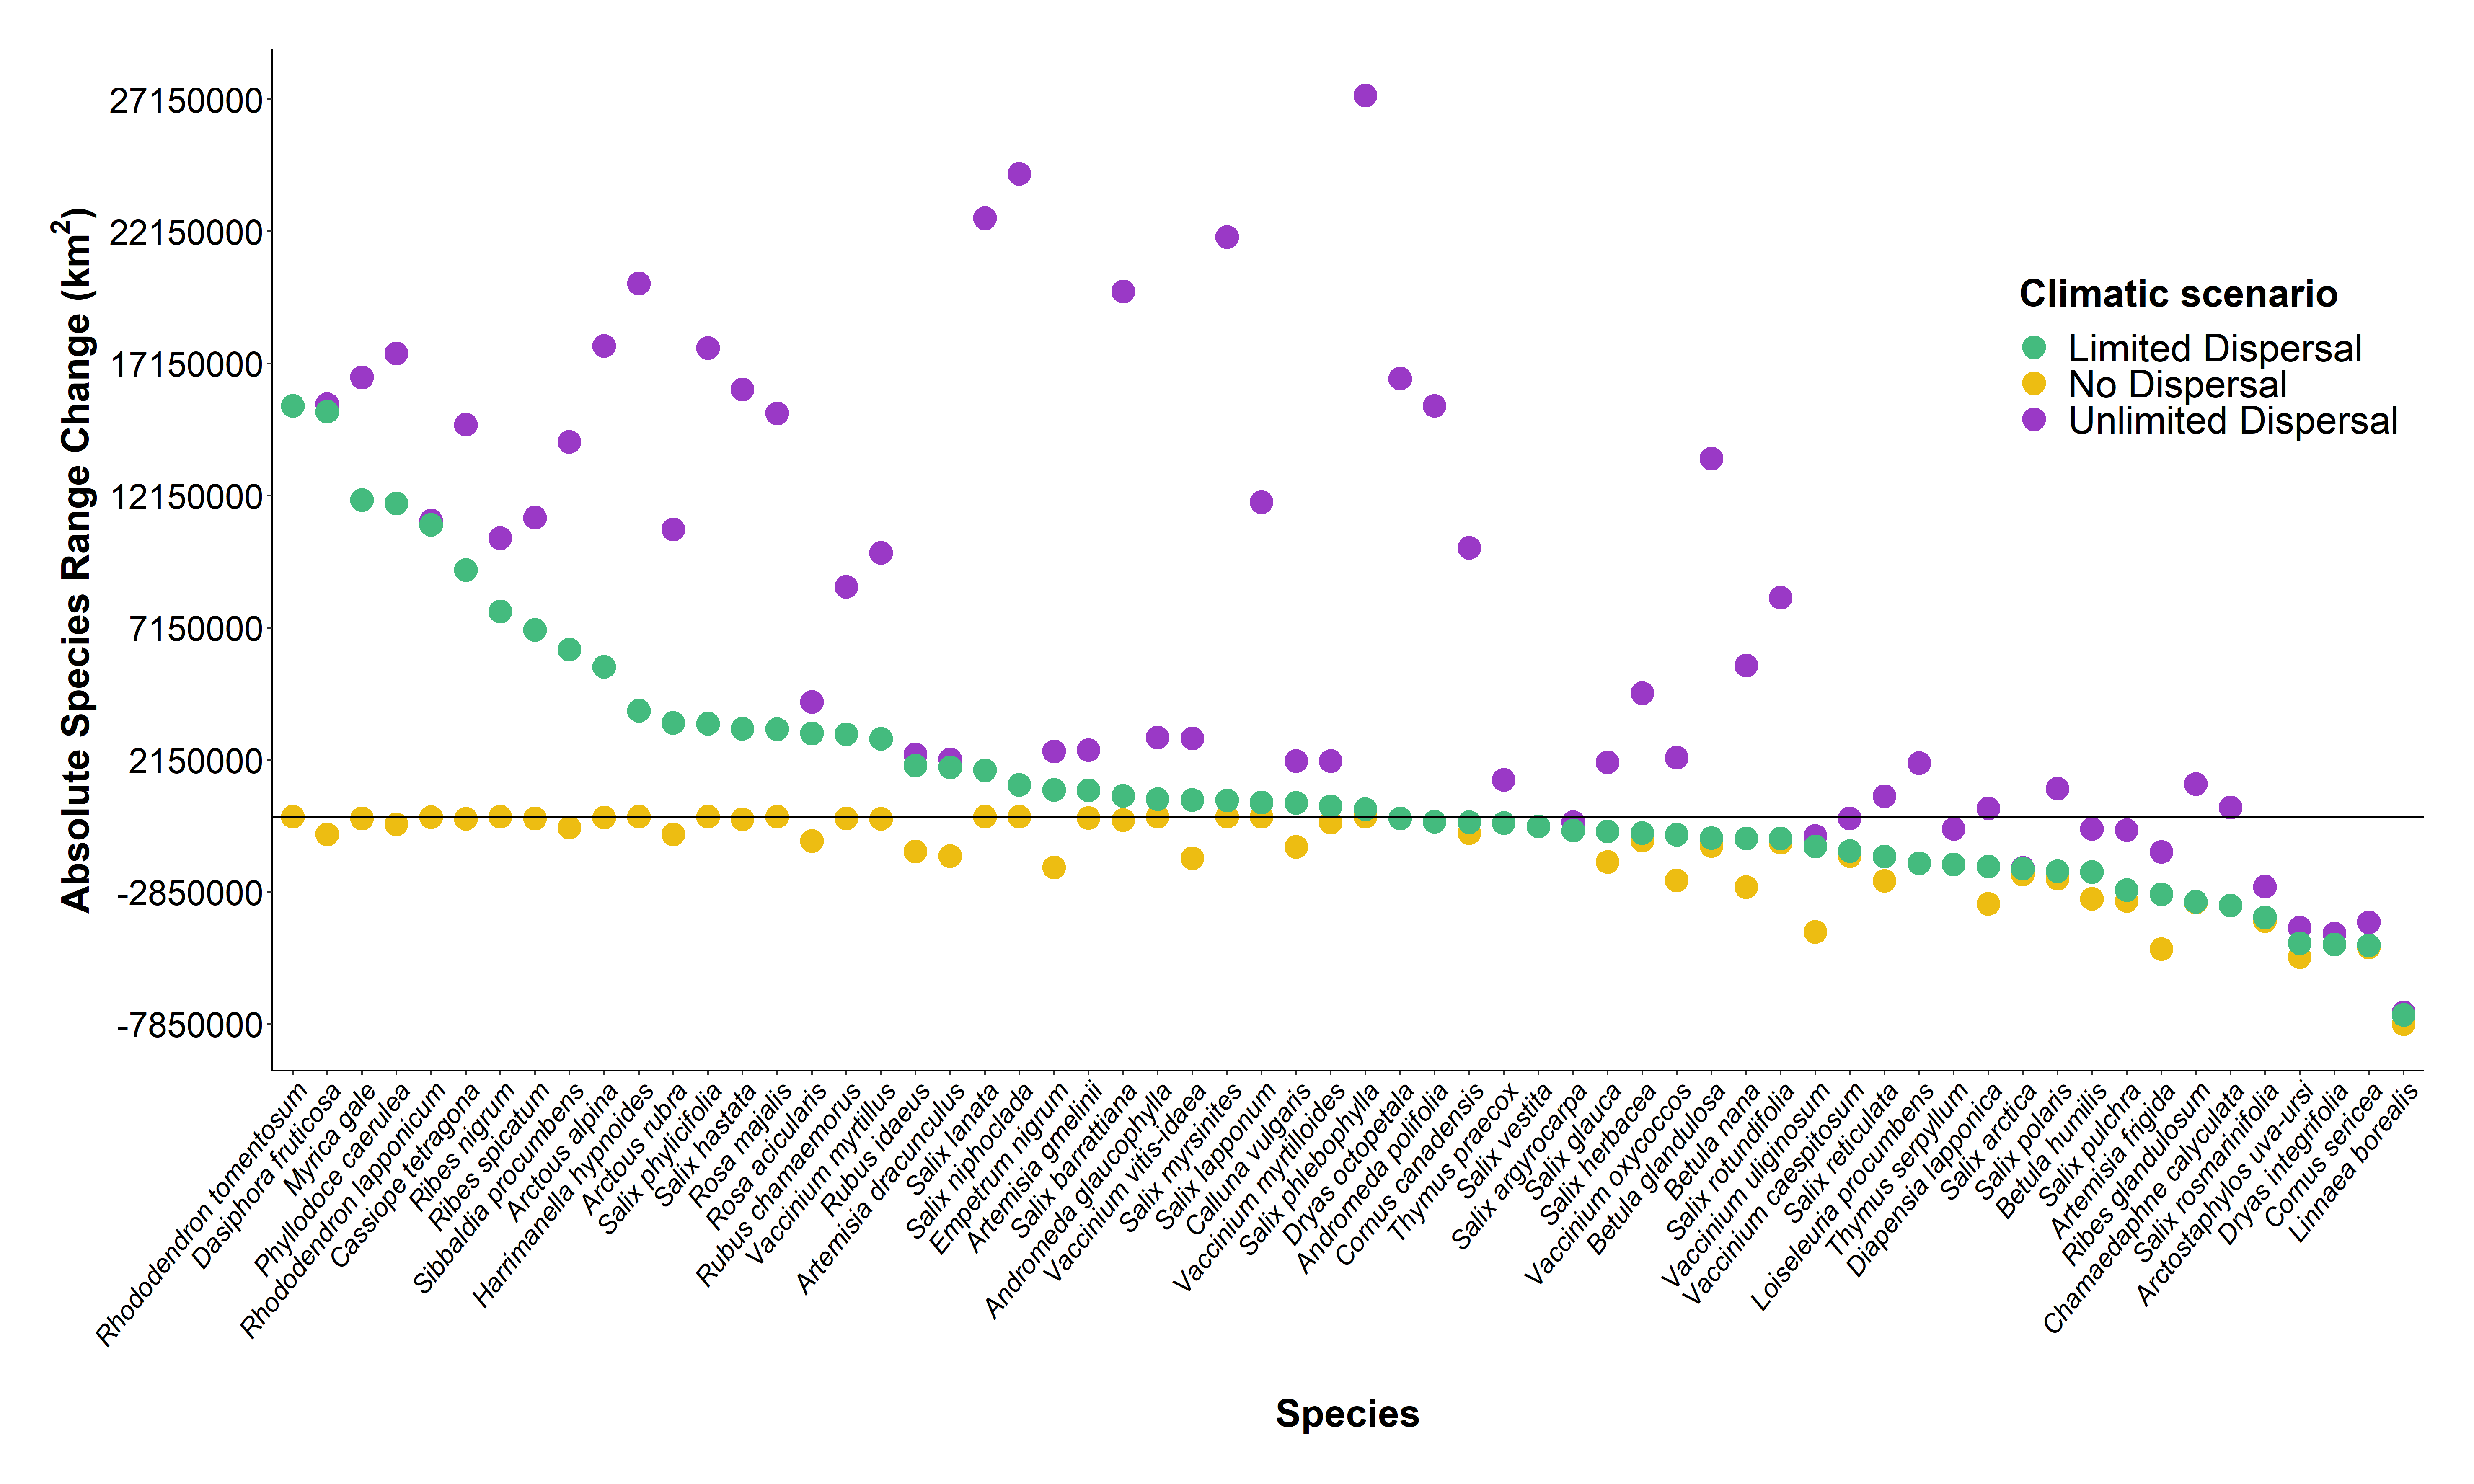 27150000
22150000
17150000
12150000
7150000
2150000
-2850000
-7850000
Absolute Species Range Change (km2)
Climatic scenario
Limited Dispersal
No Dispersal
Unlimited Dispersal
Rhododendron tomentosum
Dasiphora fruticosa
Myrica gale
Phyllodoce caerulea
Rhododendron lapponicum
Cassiope tetragona
Ribes nigrum
Ribes spicatum
Sibbaldia procumbens
Arctous alpina
Harrimanella hypnoides
Arctous rubra
Salix phylicifolia
Salix hastata
Rosa majalis
Rosa acicularis
Rubus chamaemorus
Vaccinium myrtillus
Rubus idaeus
Artemisia dracunculus
Salix lanata
Salix niphoclada
Empetrum nigrum
Artemisia gmelinii
Salix barrattiana
Andromeda glaucophylla
Vaccinium vitis-idaea
Salix myrsinites
Salix lapponum
Calluna vulgaris
Vaccinium myrtilloides
Salix phlebophylla
Dryas octopetala
Andromeda polifolia
Cornus canadensis
Thymus praecox
Salix vestita
Salix argyrocarpa
Salix glauca
Salix herbacea
Vaccinium oxycoccos
Betula glandulosa
Betula nana
Salix rotundifolia
Vaccinium uliginosum
Vaccinium caespitosum
Salix reticulata
Loiseleuria procumbens
Thymus serpyllum
Diapensia lapponica
Salix arctica
Salix polaris
Betula humilis
Salix pulchra
Artemisia frigida
Ribes glandulosum
Chamaedaphne calyculata
Salix rosmarinifolia
Arctostaphylos uva-ursi
Dryas integrifolia
Cornus sericea
Linnaea borealis
Species